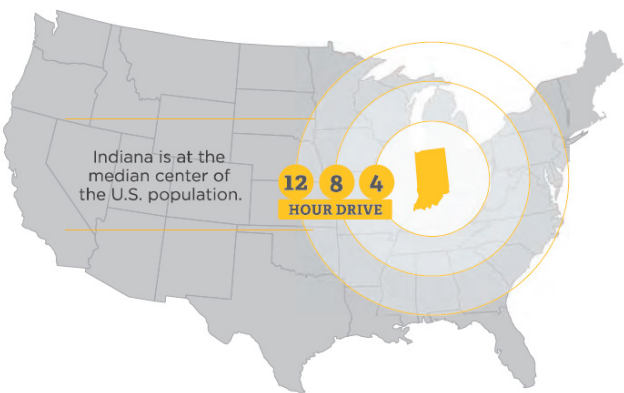 Indiana is at the
median center of
the U.S. population.
12 8 4
HOUR DRIVE